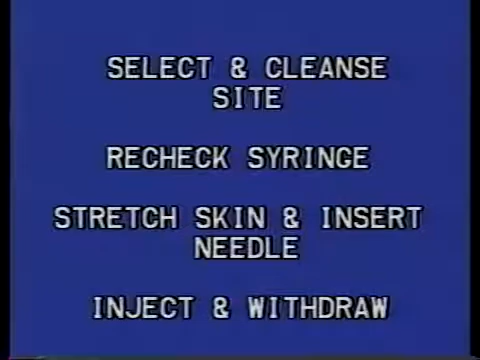 SELECT & CLEANSE
SITE
RECHECK SYRINGE
STRETCH SKIN & INSERT
NEEDLE
INJECT & WITHDRAW